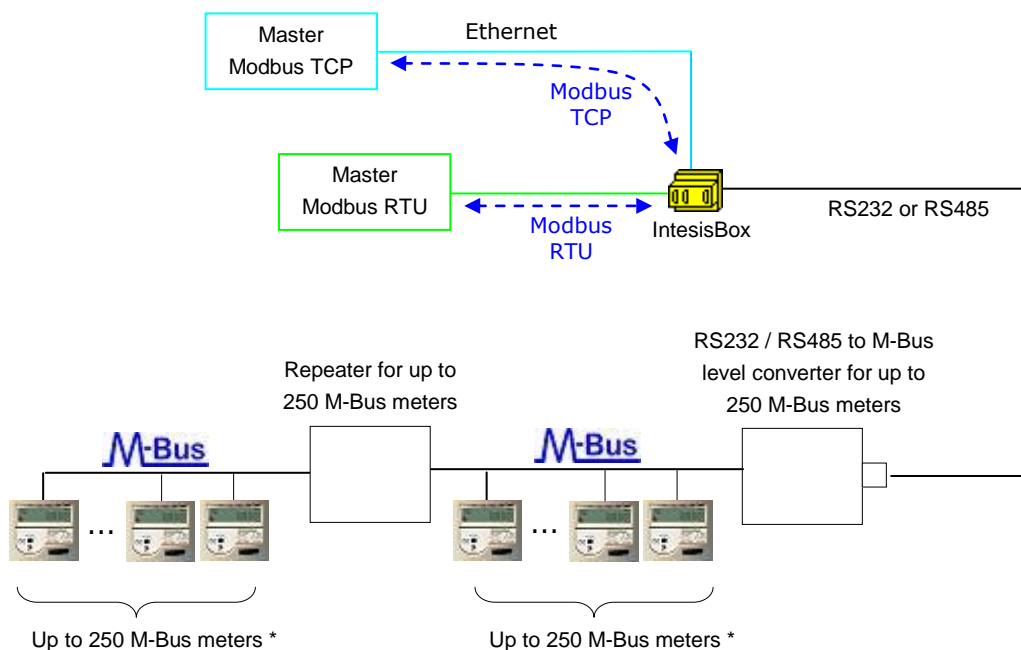 Master
Modbus TCP
Ethernet
Modbus
TCP
Master
Modbus RTU
Modbus
RTU
IntesisBox
RS232 or RS485
RS232 / RS485 to M-Bus
level converter for up to
250 M-Bus meters
Repeater for up to
250 M-Bus meters
M-Bus
M-Bus
...
...
Up to 250 M-Bus meters *
Up to 250 M-Bus meters *